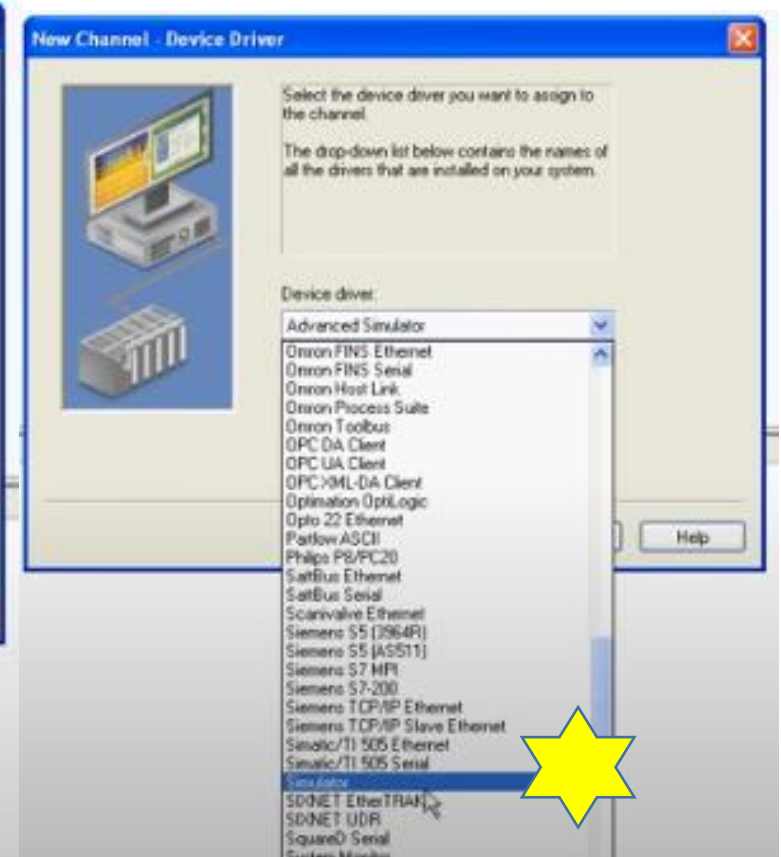 New Channel - Device Driver
Select the device driver you want to assign to
the channel.
The drop-down list below contains the names of
all the drivers that are installed on your system.
Device driver:
Advanced Simulator
Omron FINS Ethernet
Omron FINS Serial
Omron Host Link
Omron Process Suite
Omron Toolbus
OPC DA Client
OPC UA Client
OPC XML-DA Client
Optimation OptiLogic
Opto 22 Ethernet
Partlow ASCII
Philips P8/PC20
SattBus Ethernet
SattBus Serial
Scanivalve Ethernet
Siemens S5 (3964R)
Siemens S5 (AS511)
Siemens S7 MPI
Siemens S7-200
Siemens TCP/IP Ethernet
Siemens TCP/IP Slave Ethernet
Simatic/TI 505 Ethernet
Simatic/TI 505 Serial
Simulator
SIXNET EtherTRAK
SIXNET UDR
SquareD Serial
System Monitor
Help